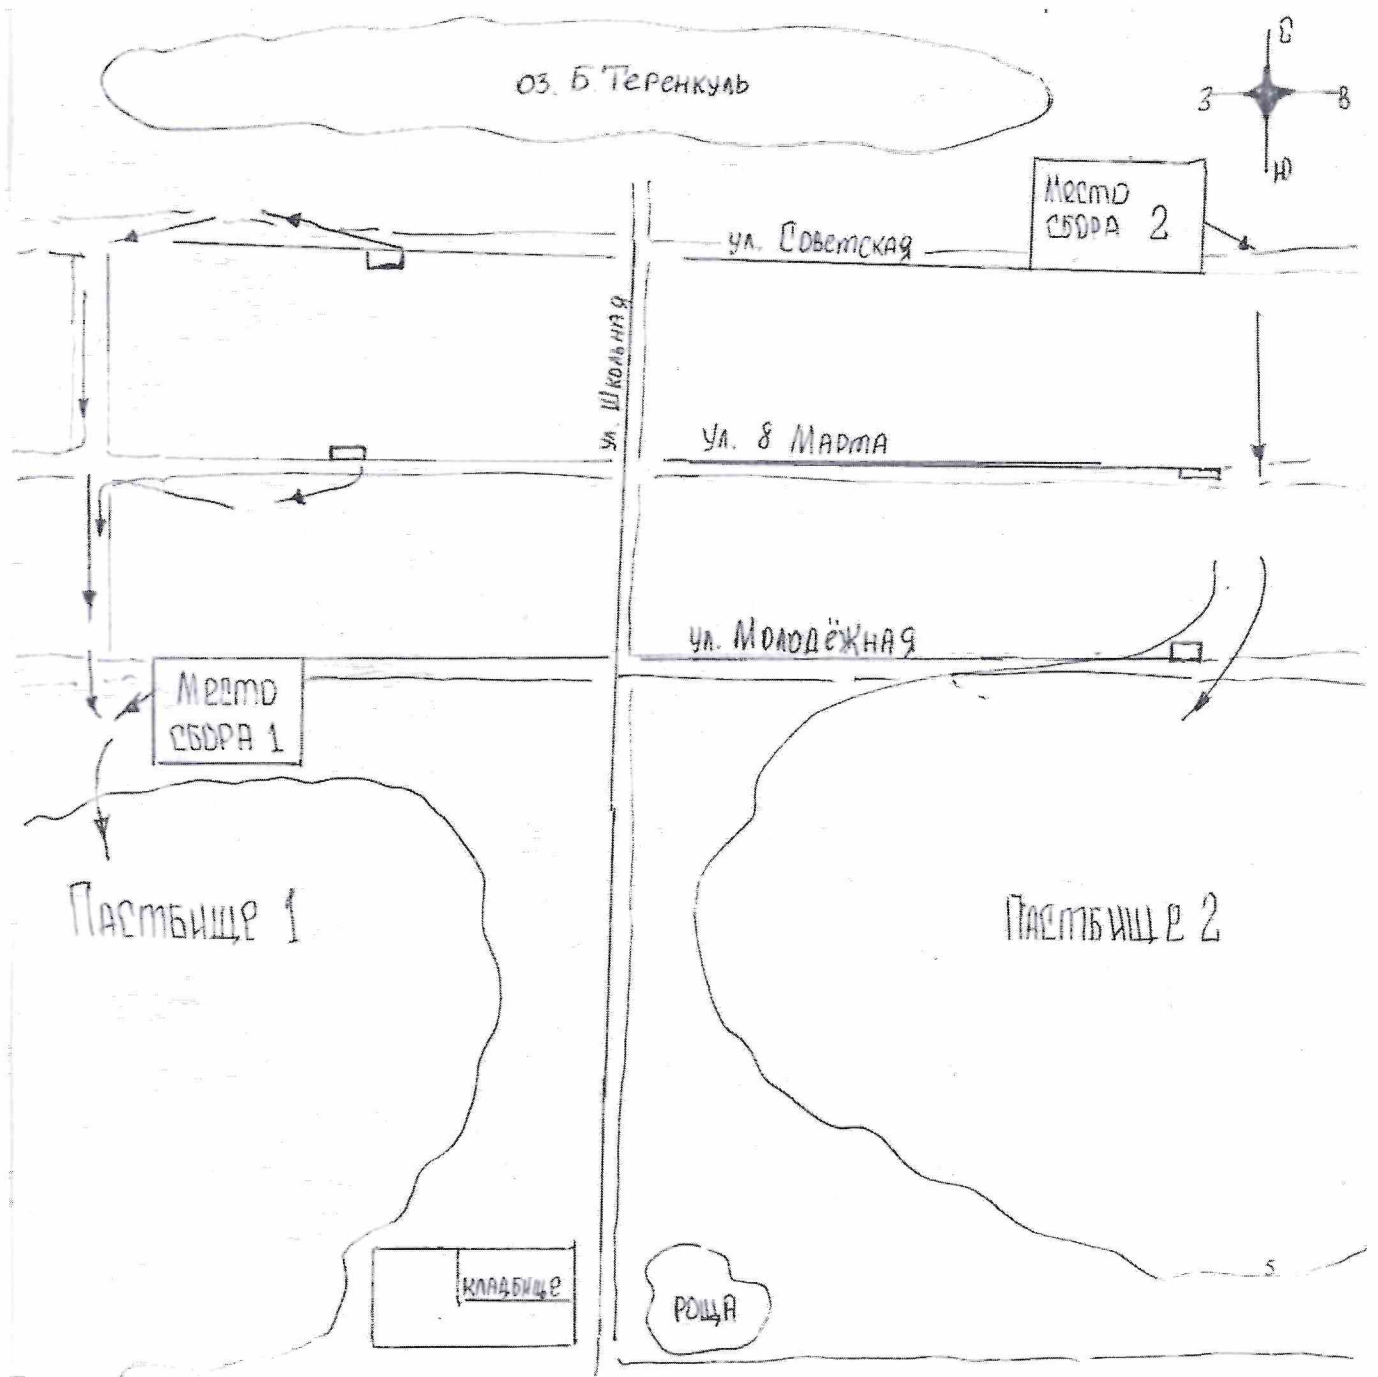 оз. Б. Теренкуль
С
З
В
Ю
Место
сбора 2
ул. Советская
ул. Школьная
ул. 8 Марта
ул. Молодёжная
Место
сбора 1
Пастбище 1
Пастбище 2
кладбище
роща
5